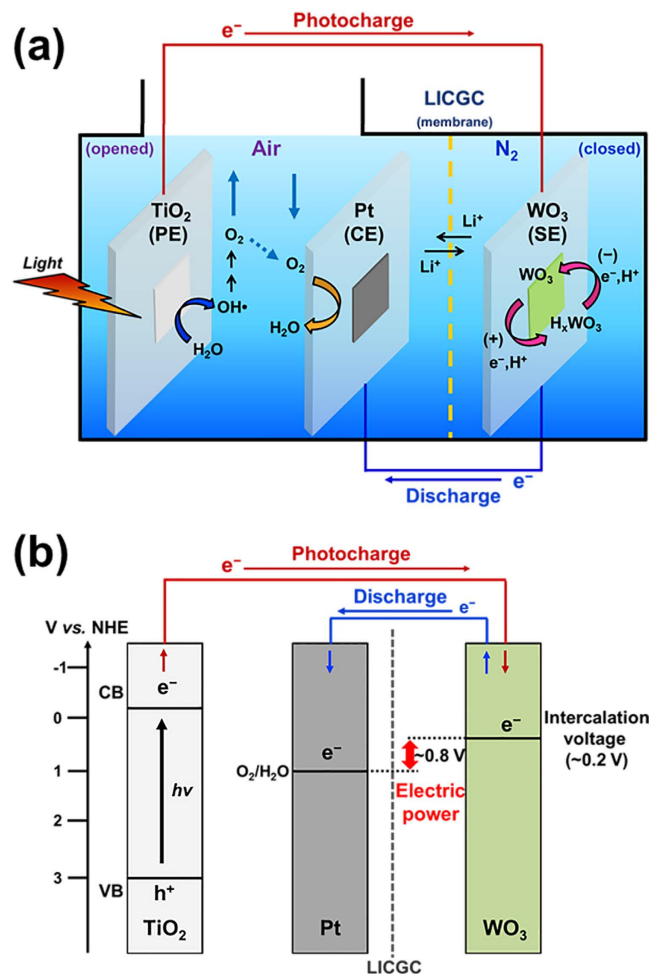 (a)
e⁻ Photocharge
LICGC
(membrane)
(opened) Air N₂ (closed)
TiO₂
(PE)
Pt
(CE)
WO₃
(SE)
Li⁺
Li⁺
Light
O₂
O₂
OH•
H₂O
H₂O
WO₃
(−)
e⁻,H⁺
HₓWO₃
(+)
e⁻,H⁺
e⁻
Discharge
(b)
e⁻ Photocharge
Discharge e⁻
V vs. NHE
-1
CB
0
1
2
3
VB
e⁻
hν
h⁺
TiO₂
O₂/H₂O
e⁻
Pt
~0.8 V
Electric
power
LICGC
e⁻
WO₃
Intercalation
voltage
(~0.2 V)